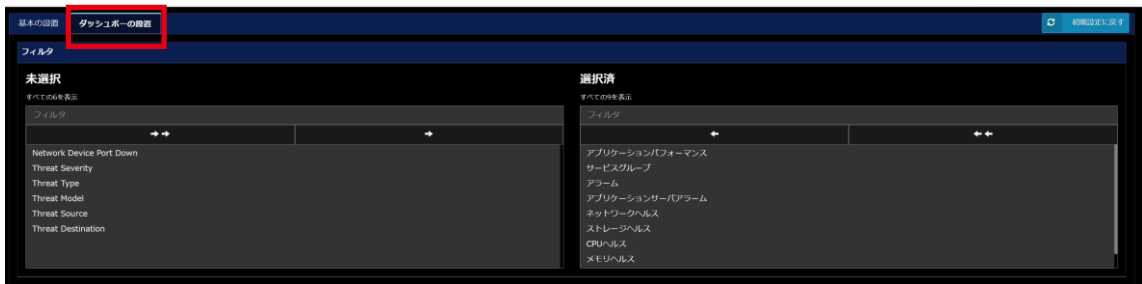 基本の設置
ダッシュボーの設置
初期設定に戻す
フィルタ
未選択
すべての6を表示
フィルタ
Network Device Port Down
Threat Severity
Threat Type
Threat Model
Threat Source
Threat Destination
選択済
すべての9を表示
フィルタ
アプリケーションパフォーマンス
サービスグループ
アラーム
アプリケーションサーバアラーム
ネットワークヘルス
ストレージヘルス
CPUヘルス
メモリヘルス